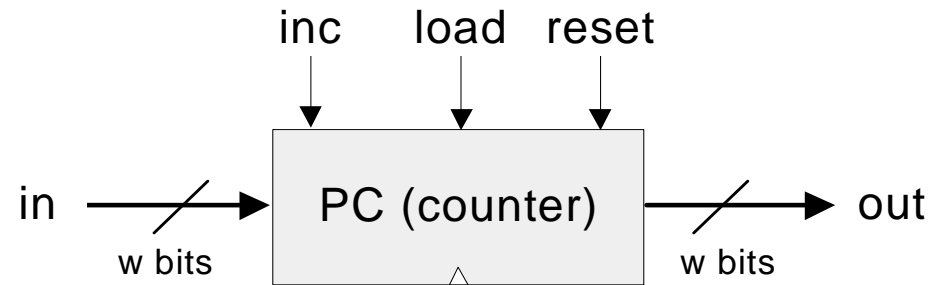 inc load reset
in PC (counter) out
w bits w bits